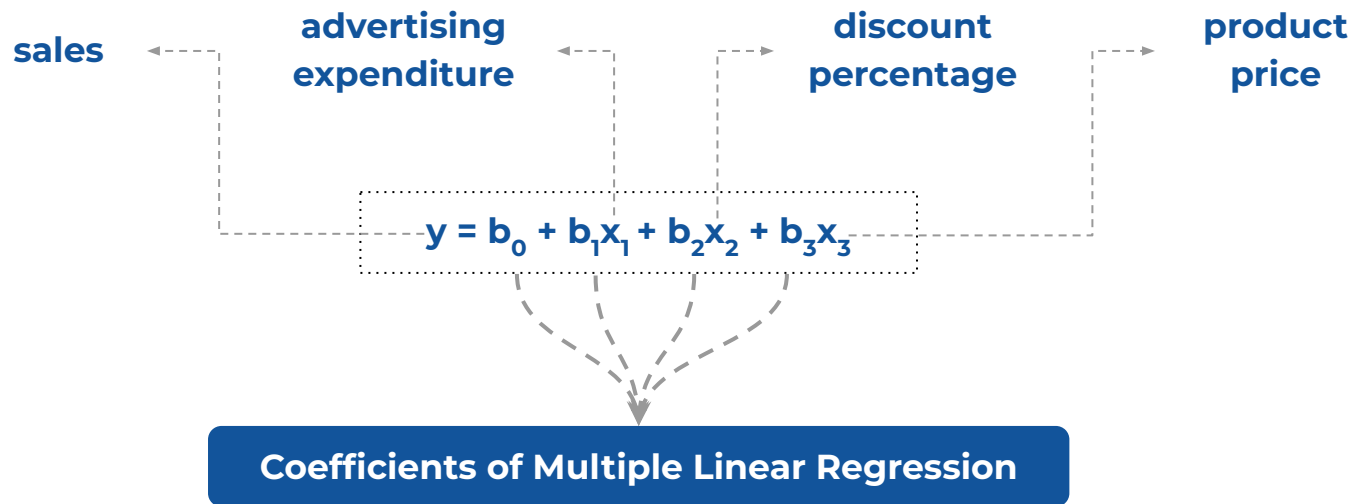 sales
advertising
expenditure
discount
percentage
product
price
y = b₀ + b₁x₁ + b₂x₂ + b₃x₃
Coefficients of Multiple Linear Regression